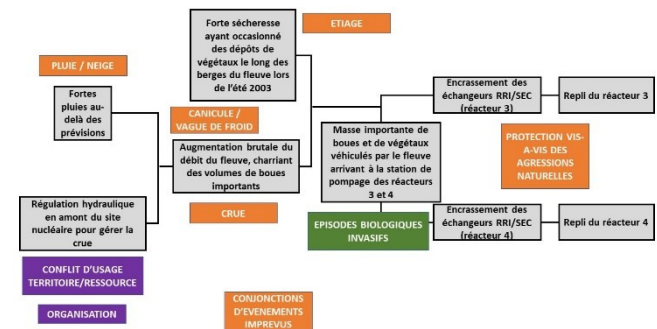 Forte sécheresse
ayant occasionné
des dépôts de
végétaux le long des
berges du fleuve lors
de l'été 2003
ETIAGE
PLUIE / NEIGE
Fortes
pluies au-
delà des
prévisions
CANICULE /
VAGUE DE FROID
Augmentation brutale du
débit du fleuve, charriant
des volumes de boues
importants
CRUE
Régulation hydraulique
en amont du site
nucléaire pour gérer la
crue
CONFLIT D'USAGE
TERRITOIRE/RESSOURCE
ORGANISATION
Masse importante de
boues et de végétaux
véhiculés par le fleuve
arrivant à la station de
pompage des réacteurs
3 et 4
EPISODES BIOLOGIQUES
INVASIFS
Encrassement des
échangeurs RRI/SEC
(réacteur 3)
Repli du réacteur 3
PROTECTION VIS-
A-VIS DES
AGRESSIONS
NATURELLES
Encrassement des
échangeurs RRI/SEC
(réacteur 4)
Repli du réacteur 4
CONJONCTIONS
D'EVENEMENTS
IMPREVUS